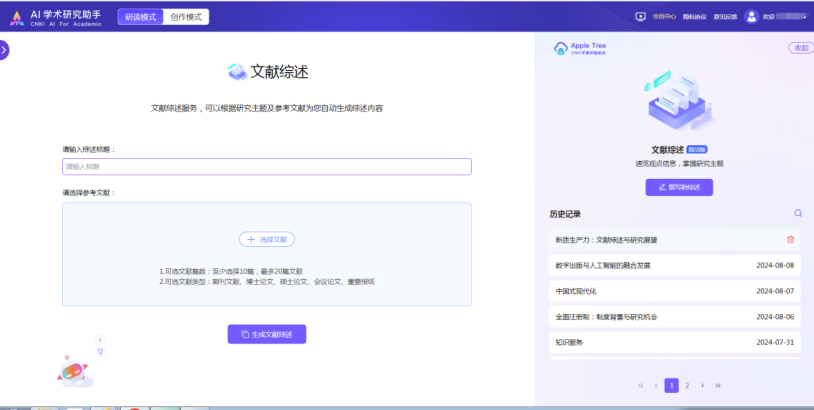 AI 学术研究助手
CNKI AI For Academic
研读模式 创作模式
会员中心 隐私协议 意见反馈 欢迎
文献综述
文献综述服务，可以根据研究主题及参考文献为您自动生成综述内容
请输入综述标题：
请输入标题
请选择参考文献：
选择文献
1.可选文献篇数：至少选择10篇，最多20篇文献
2.可选文献类型：期刊文献、博士论文、硕士论文、会议论文、重要报纸
生成文献综述
Apple Tree
收起
文献综述
速览观点信息，掌握研究主题
撰写新综述
历史记录
新质生产力：文献综述与研究展望
数字出版与人工智能的融合发展 2024-08-08
中国式现代化 2024-08-07
全面注册制：制度背景与研究机会 2024-08-06
知识服务 2024-07-31
« ‹ 1 2 › »